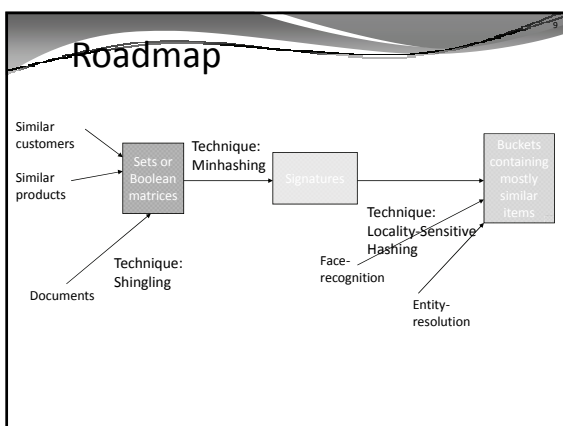 9
Roadmap
Similar
customers
Similar
products
Sets or
Boolean
matrices
Technique:
Minhashing
Signatures
Buckets
containing
mostly
similar
items
Technique:
Locality-Sensitive
Hashing
Technique:
Shingling
Documents
Face-
recognition
Entity-
resolution